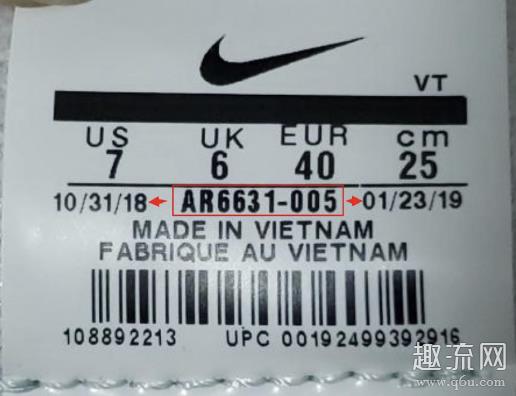 VT
US UK EUR cm
7 6 40 25
10/31/18 AR6631-005 01/23/19
MADE IN VIETNAM
FABRIQUE AU VIETNAM
108892213 UPC 00192499392916
趣流网
www.q6u.com